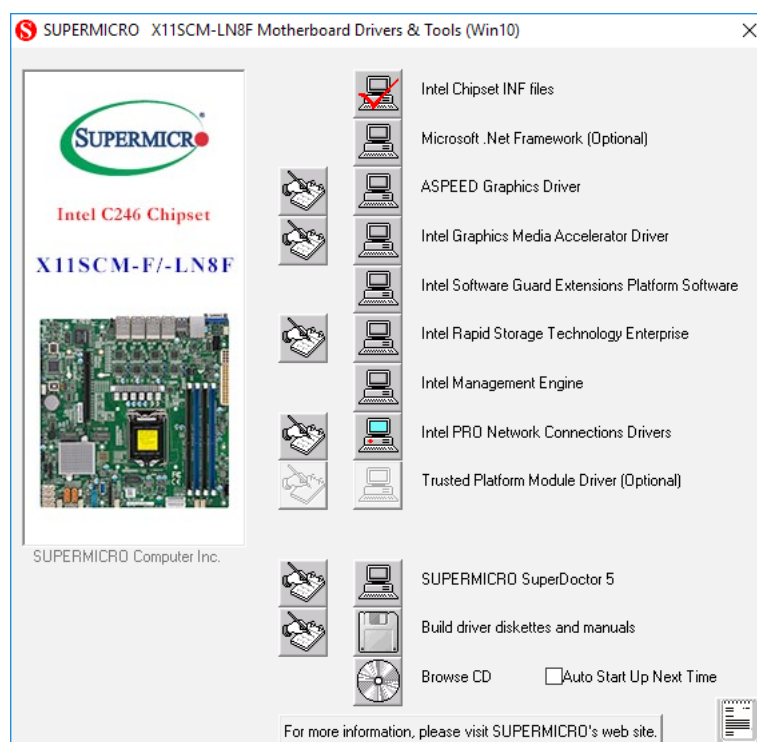 SUPERMICRO X11SCM-LN8F Motherboard Drivers & Tools (Win10)
SUPERMICRO
Intel C246 Chipset
X11SCM-F/-LN8F
SUPERMICRO Computer Inc.
Intel Chipset INF files
Microsoft .Net Framework (Optional)
ASPEED Graphics Driver
Intel Graphics Media Accelerator Driver
Intel Software Guard Extensions Platform Software
Intel Rapid Storage Technology Enterprise
Intel Management Engine
Intel PRO Network Connections Drivers
Trusted Platform Module Driver (Optional)
SUPERMICRO SuperDoctor 5
Build driver diskettes and manuals
Browse CD
Auto Start Up Next Time
For more information, please visit SUPERMICRO's web site.